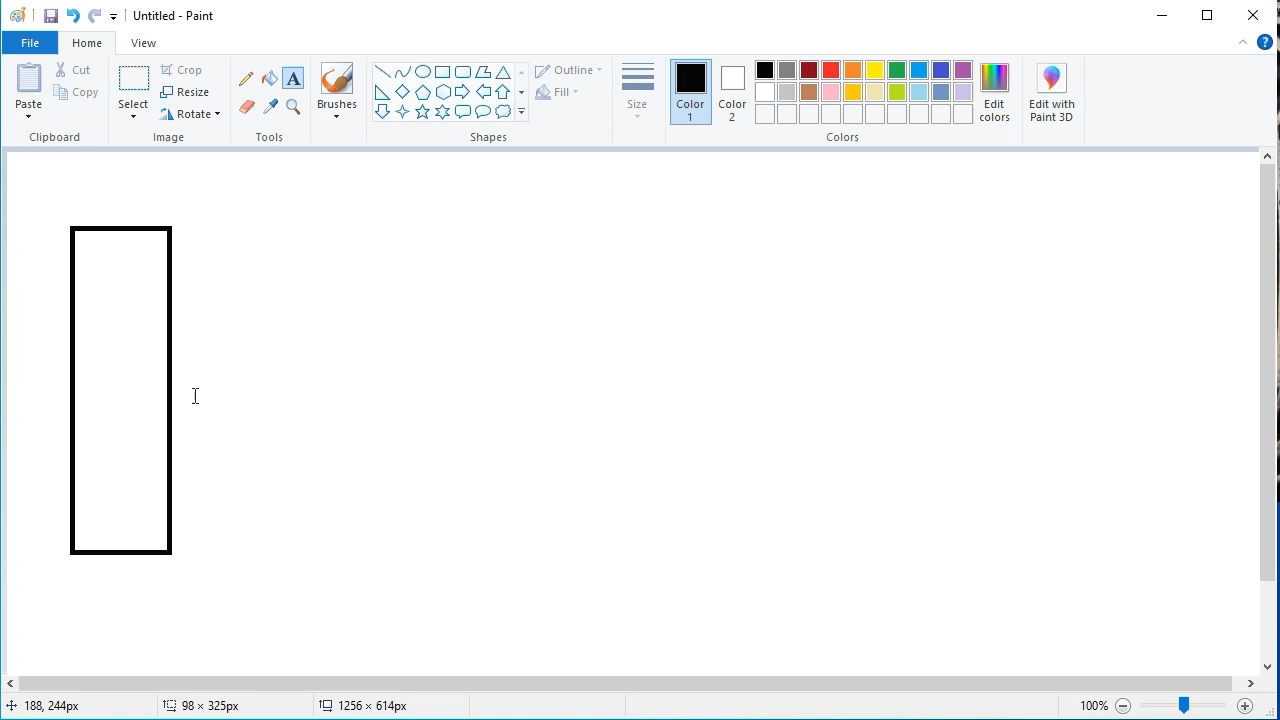 Untitled - Paint
File Home View
Paste
Cut
Copy
Clipboard
Select
Crop
Resize
Rotate
Image
A
Tools
Brushes
Outline
Fill
Shapes
Size
Color 1
Color 2
Colors
Edit colors
Edit with Paint 3D
188, 244px 98 × 325px 1256 × 614px 100%